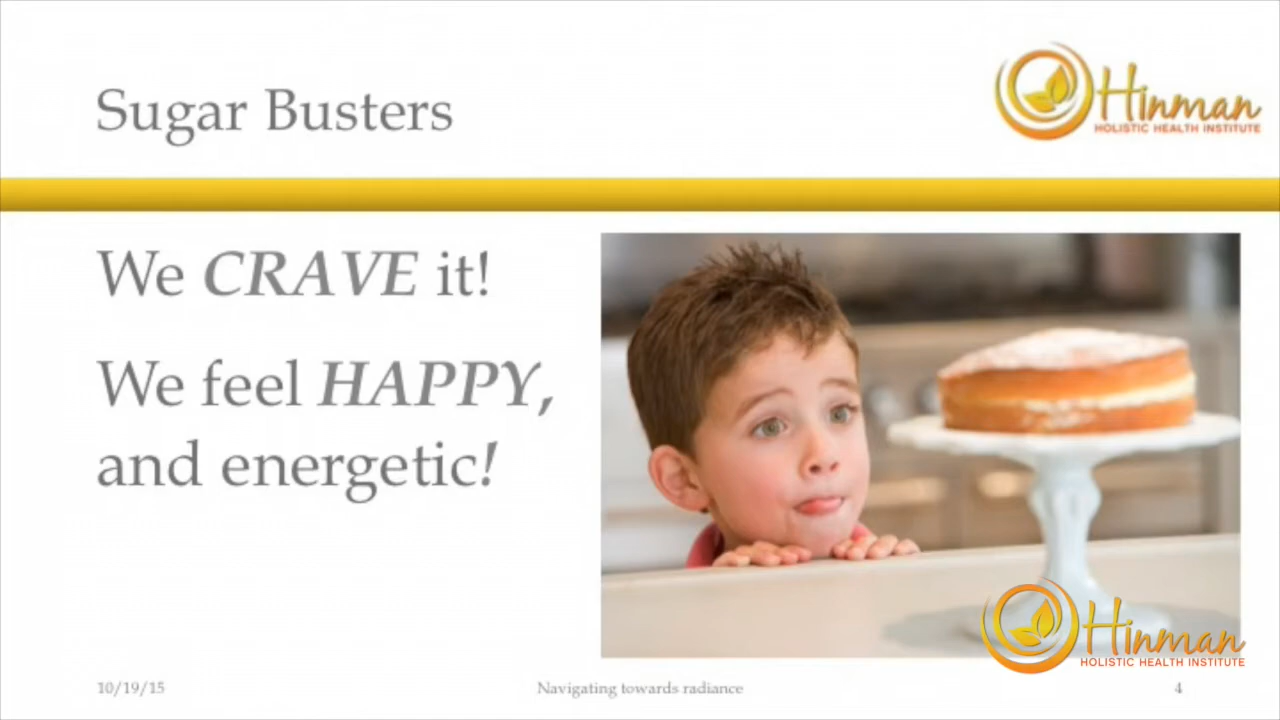 Sugar Busters
Hinman
HOLISTIC HEALTH INSTITUTE
We CRAVE it!
We feel HAPPY,
and energetic!
Hinman
HOLISTIC HEALTH INSTITUTE
10/19/15
Navigating towards radiance
4